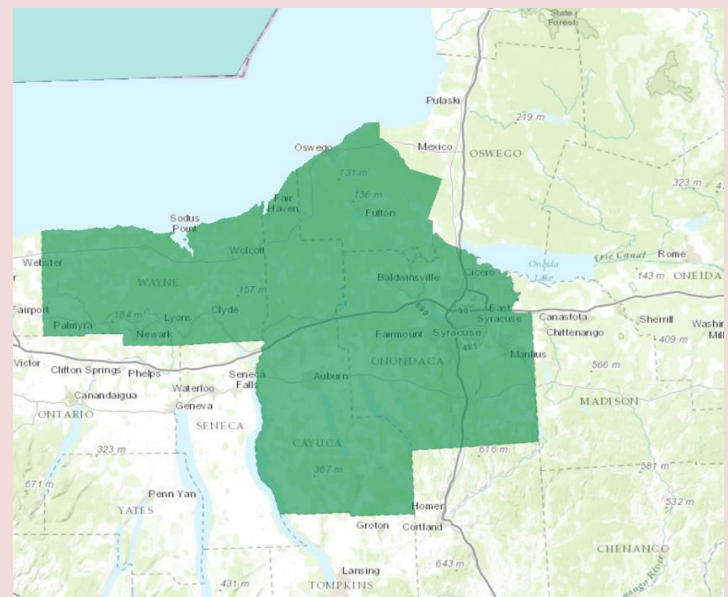 State
Forest
Pulaski
219 m
Oswego
Mexico
OSWEGO
131 m
323 m
136 m
Fair
Haven
Fulton
Sodus
Point
Wolcott
Webster
Oneida
Lake
Erie Canal
Rome
Baldwinsville
Cicero
143 m
ONEIDA
WAYNE
157 m
Fairport
184 m
Lyons
Clyde
690
90
East
Syracuse
Canastota
Sherrill
Palmyra
Newark
Fairmount
Syracuse
Chittenango
409 m
481
Victor
Manlius
Clifton Springs
Phelps
Seneca
Falls
ONONDAGA
566 m
Waterloo
Auburn
Canandaigua
Geneva
MADISON
ONTARIO
SENECA
CAYUGA
323 m
616 m
367 m
581 m
671 m
Penn Yan
532 m
YATES
Homer
Groton
Cortland
CHENANGO
643 m
Lansing
431 m
TOMPKINS